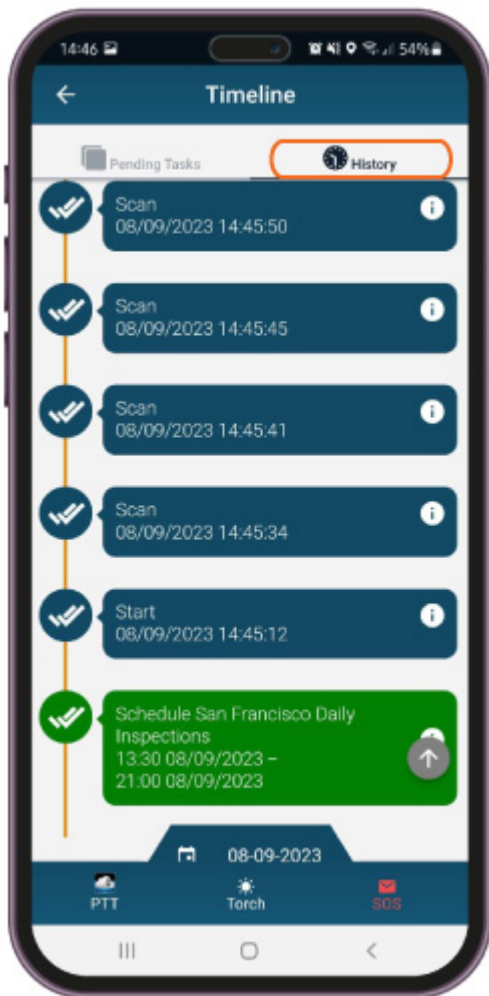 14:46 54%
Timeline
Pending Tasks
History
Scan
08/09/2023 14:45:50
Scan
08/09/2023 14:45:45
Scan
08/09/2023 14:45:41
Scan
08/09/2023 14:45:34
Start
08/09/2023 14:45:12
Schedule San Francisco Daily
Inspections
13:30 08/09/2023 –
21:00 08/09/2023
08-09-2023
PTT
Torch
SOS